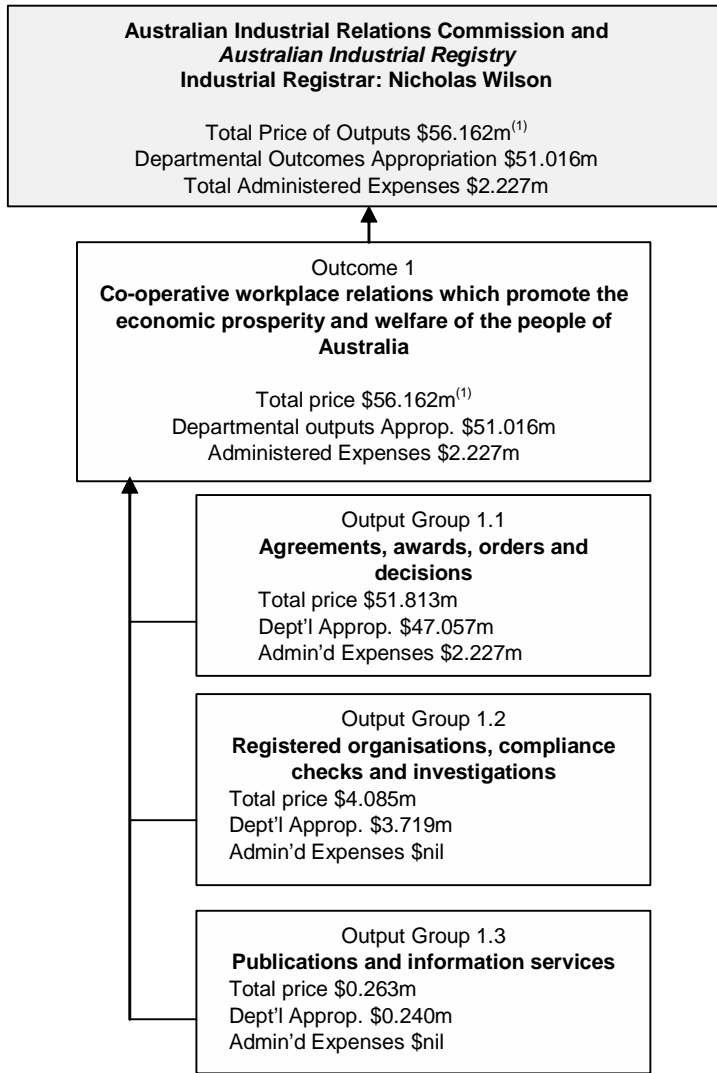 Australian Industrial Relations Commission and
Australian Industrial Registry
Industrial Registrar: Nicholas Wilson
Total Price of Outputs $56.162m(1)
Departmental Outcomes Appropriation $51.016m
Total Administered Expenses $2.227m
Outcome 1
Co-operative workplace relations which promote the
economic prosperity and welfare of the people of
Australia
Total price $56.162m(1)
Departmental outputs Approp. $51.016m
Administered Expenses $2.227m
Output Group 1.1
Agreements, awards, orders and
decisions
Total price $51.813m
Dept’l Approp. $47.057m
Admin’d Expenses $2.227m
Output Group 1.2
Registered organisations, compliance
checks and investigations
Total price $4.085m
Dept’l Approp. $3.719m
Admin’d Expenses $nil
Output Group 1.3
Publications and information services
Total price $0.263m
Dept’l Approp. $0.240m
Admin’d Expenses $nil